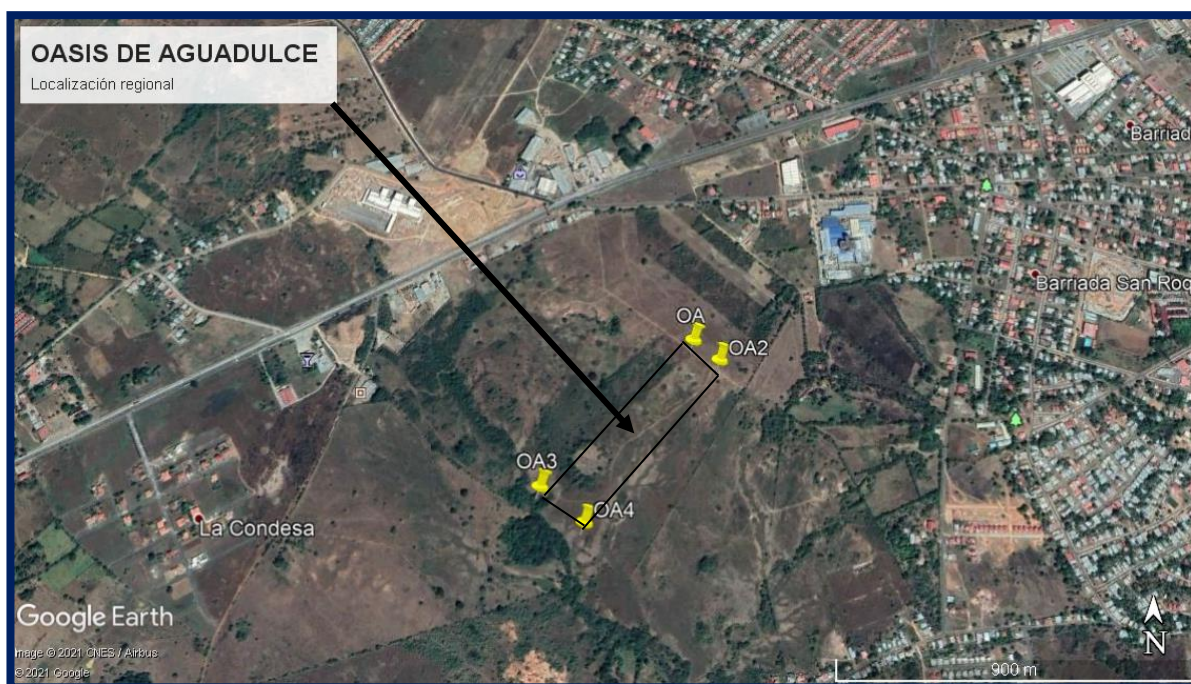 OASIS DE AGUADULCE
Localización regional
Barriad
OA
OA2
Barriada San Roq
OA3
OA4
La Condesa
Google Earth
mage © 2021 CNES / Airbus
© 2021 Google
N
900 m